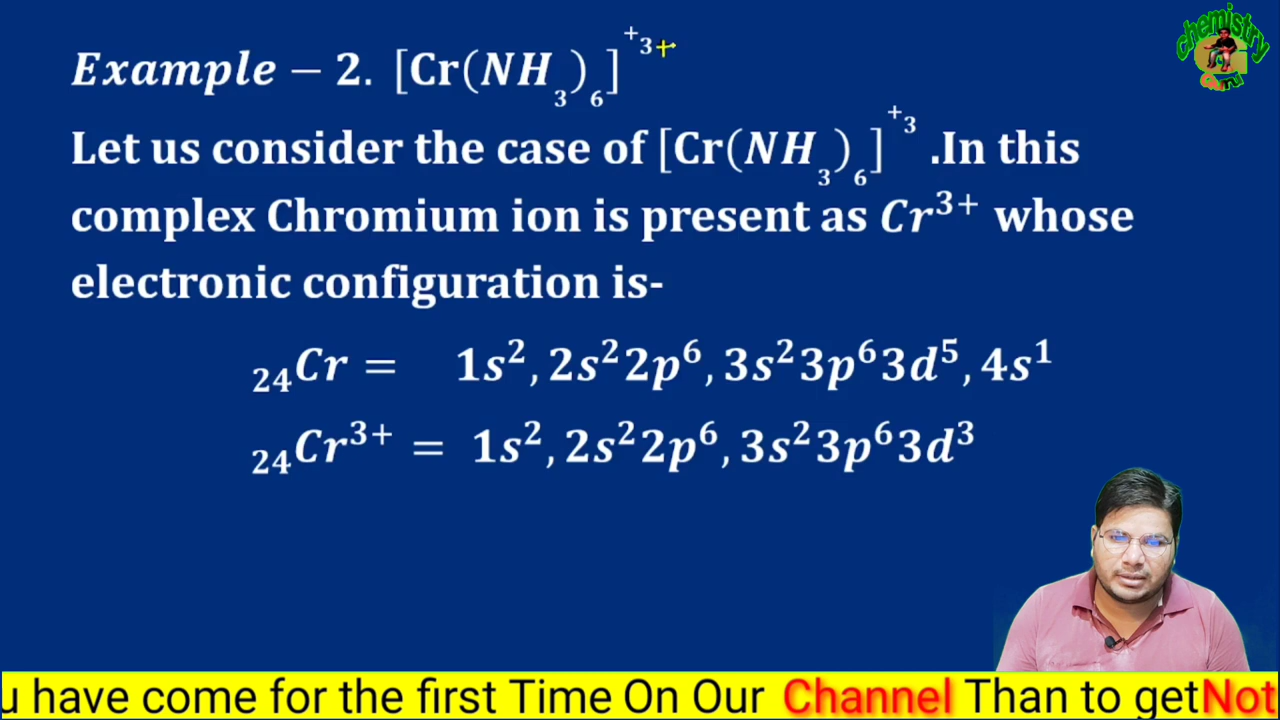 Example – 2. [Cr(NH₃)₆]⁺³+
Let us consider the case of [Cr(NH₃)₆]⁺³ .In this
complex Chromium ion is present as Cr³⁺ whose
electronic configuration is-
₂₄Cr = 1s², 2s²2p⁶, 3s²3p⁶3d⁵, 4s¹
₂₄Cr³⁺ = 1s², 2s²2p⁶, 3s²3p⁶3d³
chemistry
G
uru
u have come for the first Time On Our Channel Than to get Not